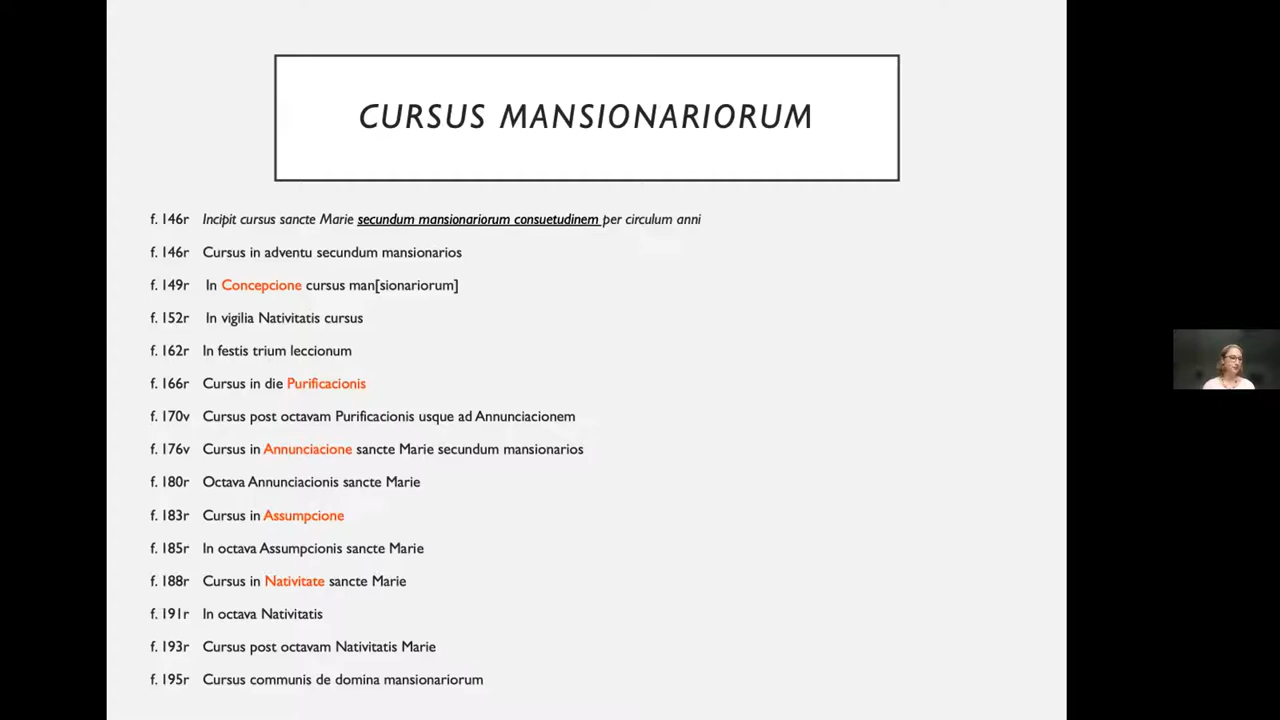 CURSUS MANSIONARIORUM
f. 146r Incipit cursus sancte Marie secundum mansionariorum consuetudinem per circulum anni
f. 146r Cursus in adventu secundum mansionarios
f. 149r In Concepcione cursus man[sionariorum]
f. 152r In vigilia Nativitatis cursus
f. 162r In festis trium leccionum
f. 166r Cursus in die Purificacionis
f. 170v Cursus post octavam Purificacionis usque ad Annunciacionem
f. 176v Cursus in Annunciacione sancte Marie secundum mansionarios
f. 180r Octava Annunciacionis sancte Marie
f. 183r Cursus in Assumpcione
f. 185r In octava Assumpcionis sancte Marie
f. 188r Cursus in Nativitate sancte Marie
f. 191r In octava Nativitatis
f. 193r Cursus post octavam Nativitatis Marie
f. 195r Cursus communis de domina mansionariorum